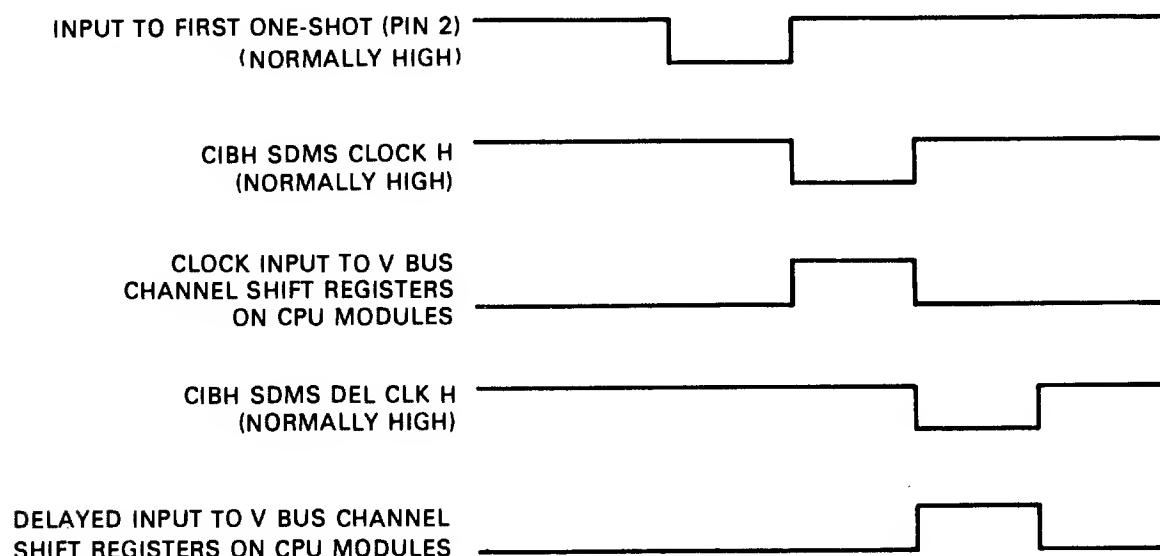 INPUT TO FIRST ONE-SHOT (PIN 2)
(NORMALLY HIGH)
CIBH SDMS CLOCK H
(NORMALLY HIGH)
CLOCK INPUT TO V BUS
CHANNEL SHIFT REGISTERS
ON CPU MODULES
CIBH SDMS DEL CLK H
(NORMALLY HIGH)
DELAYED INPUT TO V BUS CHANNEL
SHIFT REGISTERS ON CPU MODULES